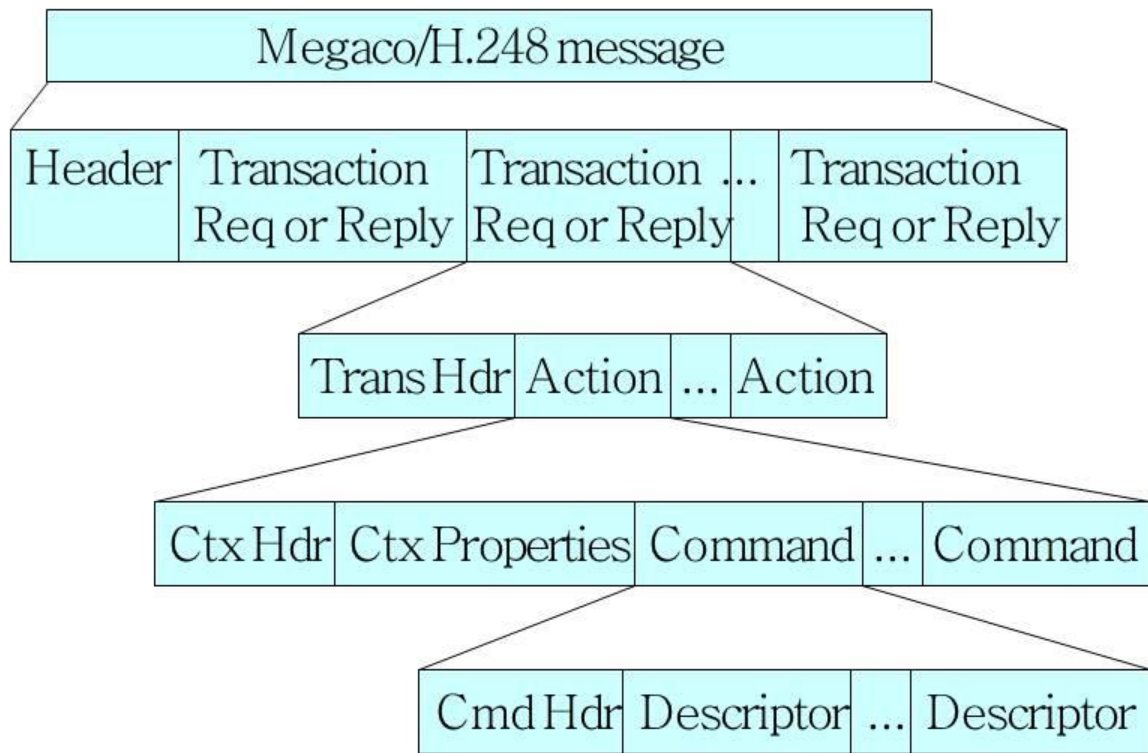 Megaco/H.248 message
Header Transaction Transaction ... Transaction
Req or Reply Req or Reply Req or Reply
Trans Hdr Action ... Action
Ctx Hdr Ctx Properties Command ... Command
Cmd Hdr Descriptor ... Descriptor